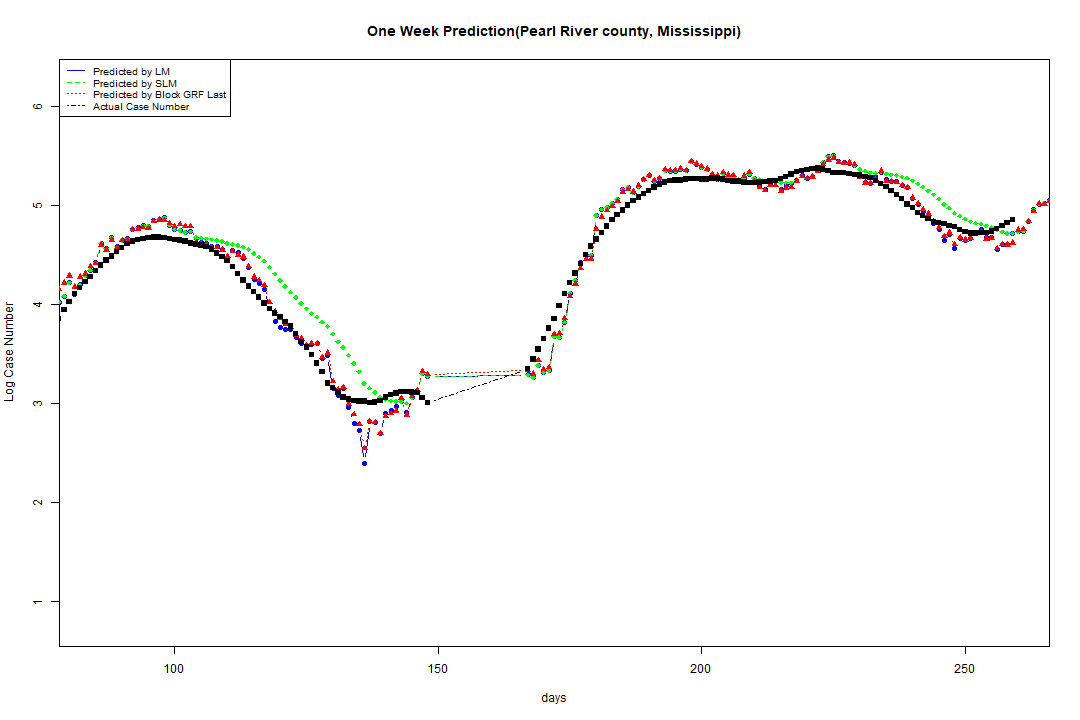 One Week Prediction(Pearl River county, Mississippi)
Predicted by LM
Predicted by SLM
Predicted by Block GRF Last
Actual Case Number
6
5
4
3
2
1
Log Case Number
100 150 200 250
days